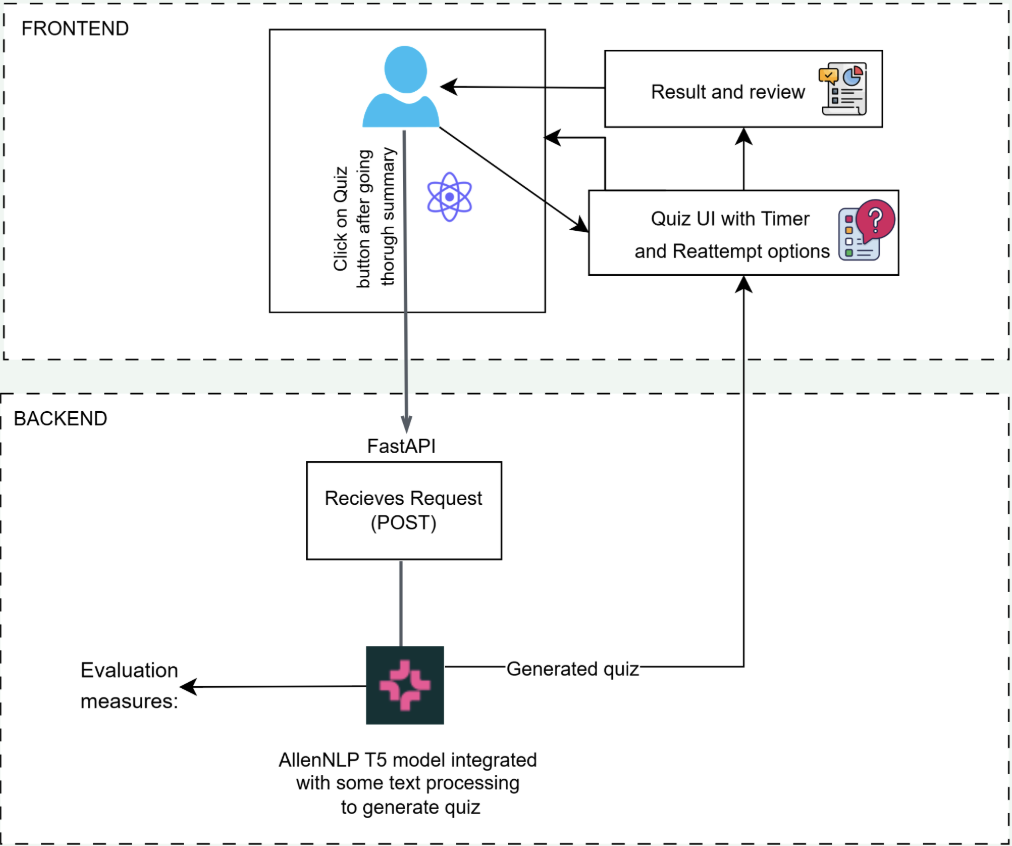 FRONTEND
Result and review
Click on Quiz
button after going
thorugh summary
Quiz UI with Timer
and Reattempt options
BACKEND
FastAPI
Recieves Request
(POST)
Evaluation
measures:
Generated quiz
AllenNLP T5 model integrated
with some text processing
to generate quiz